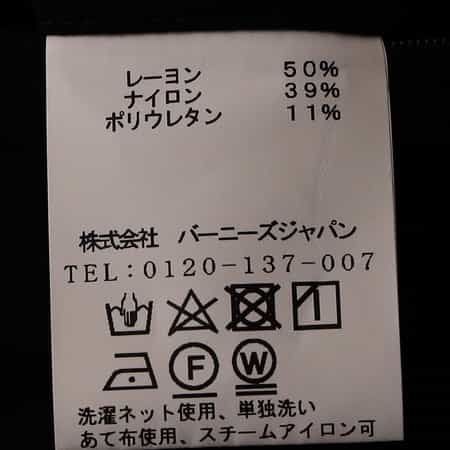 レーヨン 50%
ナイロン 39%
ポリウレタン 11%
株式会社 バーニーズジャパン
TEL:0120-137-007
F W
洗濯ネット使用、単独洗い
あて布使用、スチームアイロン可